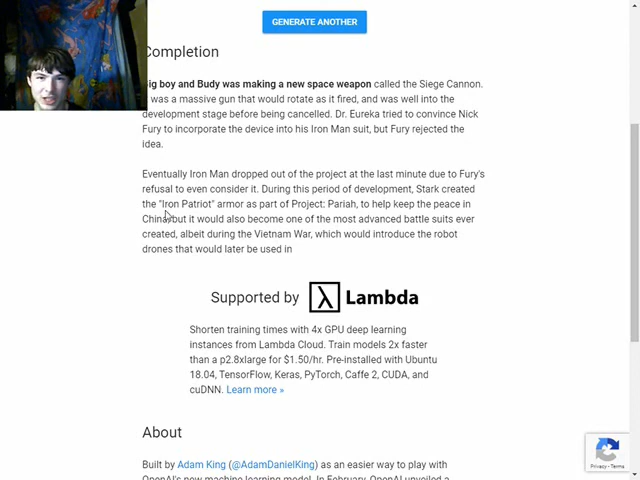 GENERATE ANOTHER
Completion
ig boy and Budy was making a new space weapon called the Siege Cannon.
was a massive gun that would rotate as it fired, and was well into the
development stage before being cancelled. Dr. Eureka tried to convince Nick
Fury to incorporate the device into his Iron Man suit, but Fury rejected the
idea.
Eventually Iron Man dropped out of the project at the last minute due to Fury's
refusal to even consider it. During this period of development, Stark created
the "Iron Patriot" armor as part of Project: Pariah, to help keep the peace in
China, but it would also become one of the most advanced battle suits ever
created, albeit during the Vietnam War, which would introduce the robot
drones that would later be used in
Supported by λ Lambda
Shorten training times with 4x GPU deep learning
instances from Lambda Cloud. Train models 2x faster
than a p2.8xlarge for $1.50/hr. Pre-installed with Ubuntu
18.04, TensorFlow, Keras, PyTorch, Caffe 2, CUDA, and
cuDNN. Learn more »
About
Built by Adam King (@AdamDanielKing) as an easier way to play with
OpenAI's new machine learning model. In February, OpenAI unveiled a
Privacy - Terms